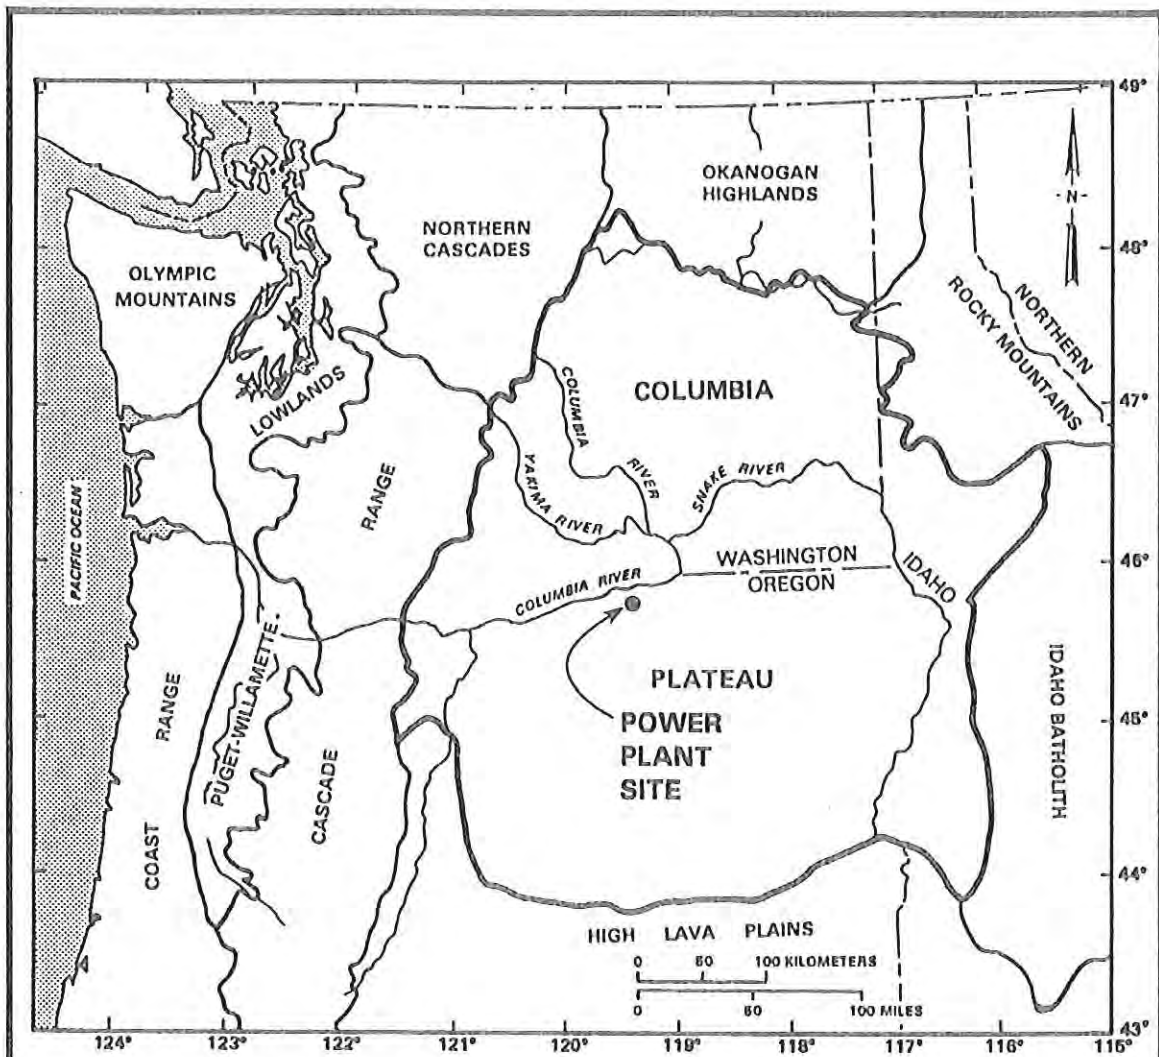 49°
OKANOGAN
HIGHLANDS
-N-
NORTHERN
CASCADES
48°
OLYMPIC
MOUNTAINS
NORTHERN
ROCKY MOUNTAINS
LOWLANDS
COLUMBIA
COLUMBIA
RIVER
47°
YAKIMA RIVER
SNAKE RIVER
RANGE
PACIFIC OCEAN
WASHINGTON
OREGON
IDAHO
46°
COLUMBIA RIVER
PUGET-WILLAMETTE
RANGE
COAST
CASCADE
PLATEAU
POWER
PLANT
SITE
IDAHO BATHOLITH
45°
44°
HIGH LAVA PLAINS
0 60 100 KILOMETERS
0 60 100 MILES
43°
124° 123° 122° 121° 120° 119° 118° 117° 116° 115°